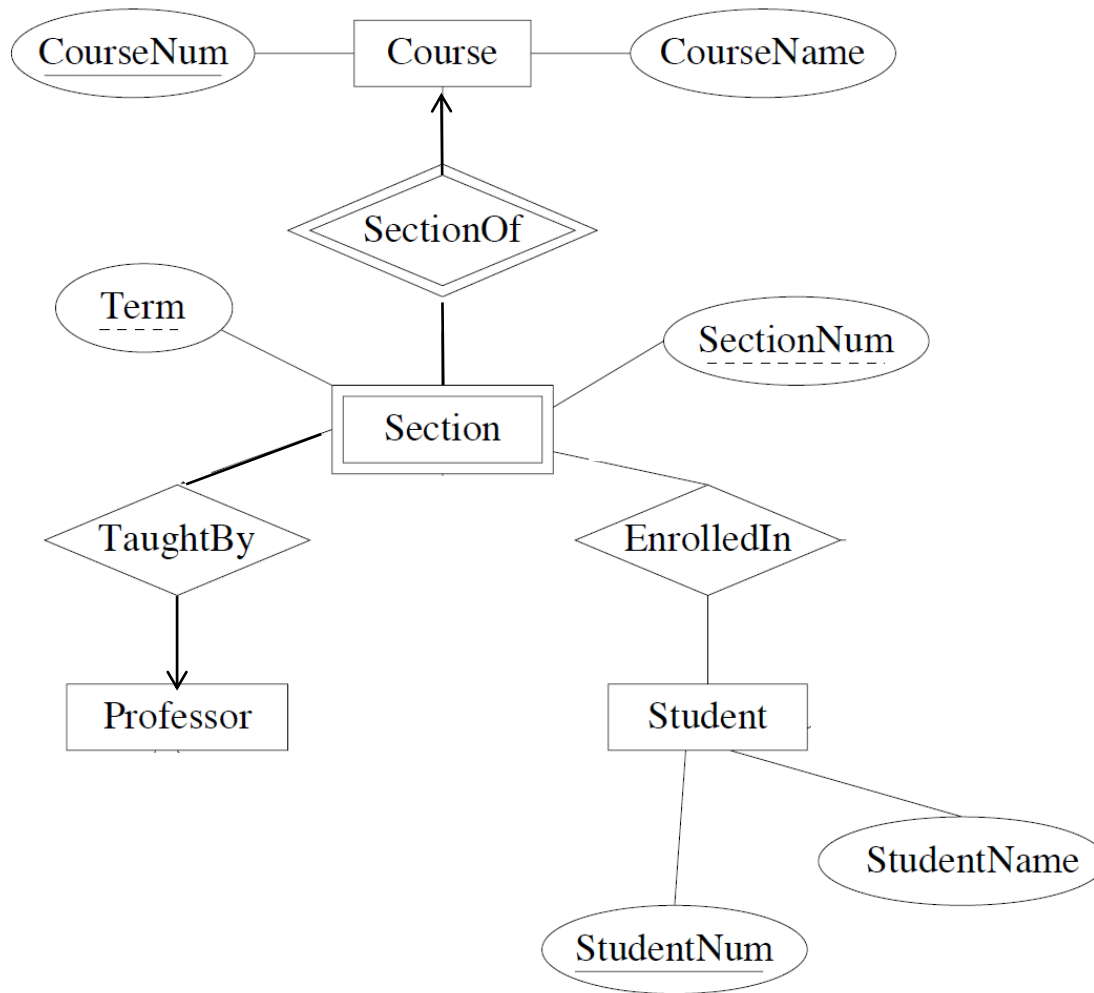 CourseNum
Course
CourseName
SectionOf
Term
SectionNum
Section
TaughtBy
EnrolledIn
Professor
Student
StudentName
StudentNum